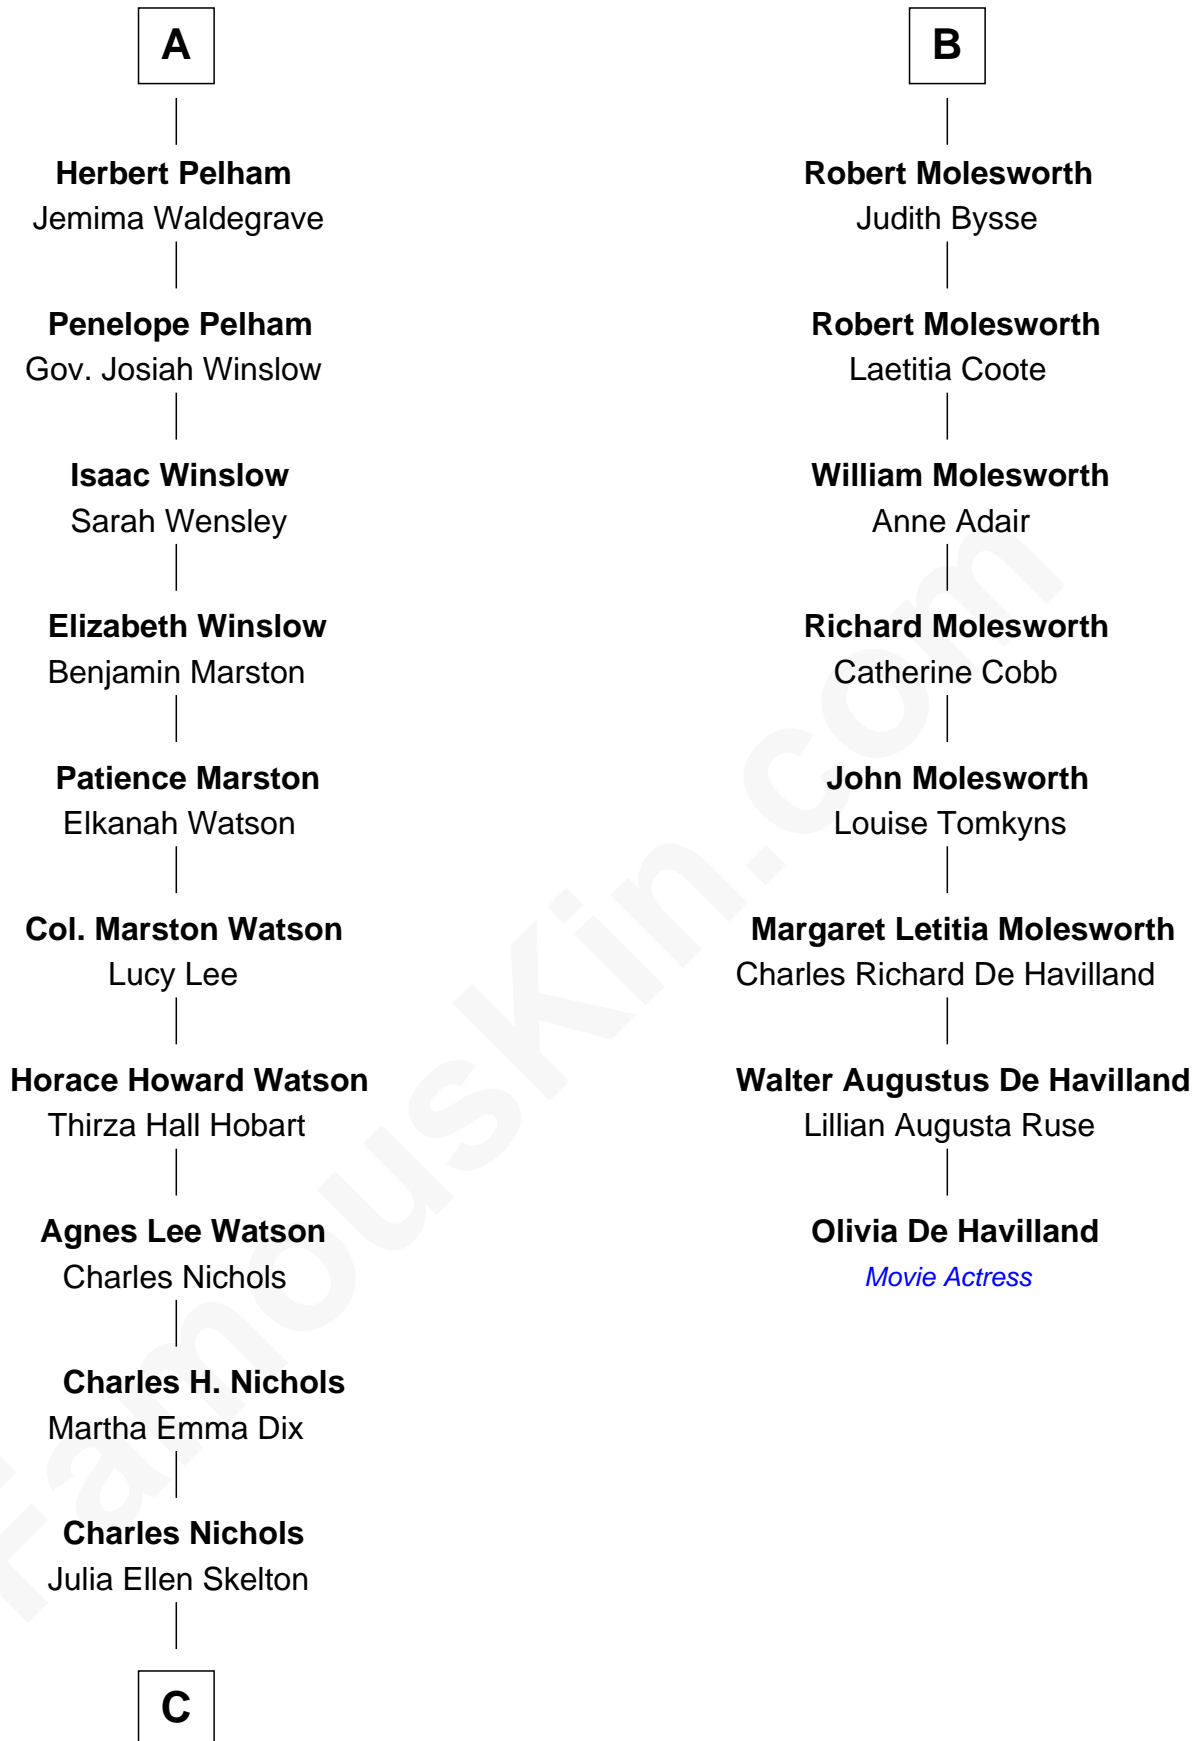 A
Herbert Pelham
Jemima Waldegrave
Penelope Pelham
Gov. Josiah Winslow
Isaac Winslow
Sarah Wensley
Elizabeth Winslow
Benjamin Marston
Patience Marston
Elkanah Watson
Col. Marston Watson
Lucy Lee
Horace Howard Watson
Thirza Hall Hobart
Agnes Lee Watson
Charles Nichols
Charles H. Nichols
Martha Emma Dix
Charles Nichols
Julia Ellen Skelton
C
B
Robert Molesworth
Judith Bysse
Robert Molesworth
Laetitia Coote
William Molesworth
Anne Adair
Richard Molesworth
Catherine Cobb
John Molesworth
Louise Tomkyns
Margaret Letitia Molesworth
Charles Richard De Havilland
Walter Augustus De Havilland
Lillian Augusta Ruse
Olivia De Havilland
Movie Actress
FamousKin.com